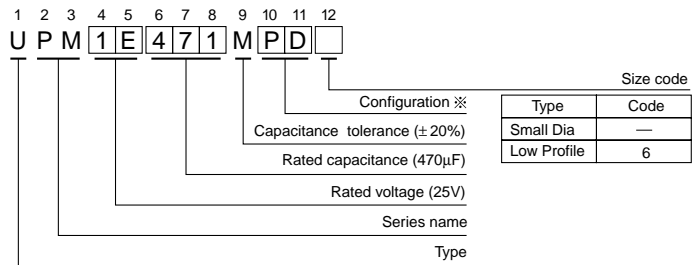 1 2 3 4 5 6 7 8 9 10 11 12
U P M 1 E 4 7 1 M P D
Size code
Configuration ※
Type Code
Capacitance tolerance (±20%)
Small Dia —
Rated capacitance (470μF)
Low Profile 6
Rated voltage (25V)
Series name
Type